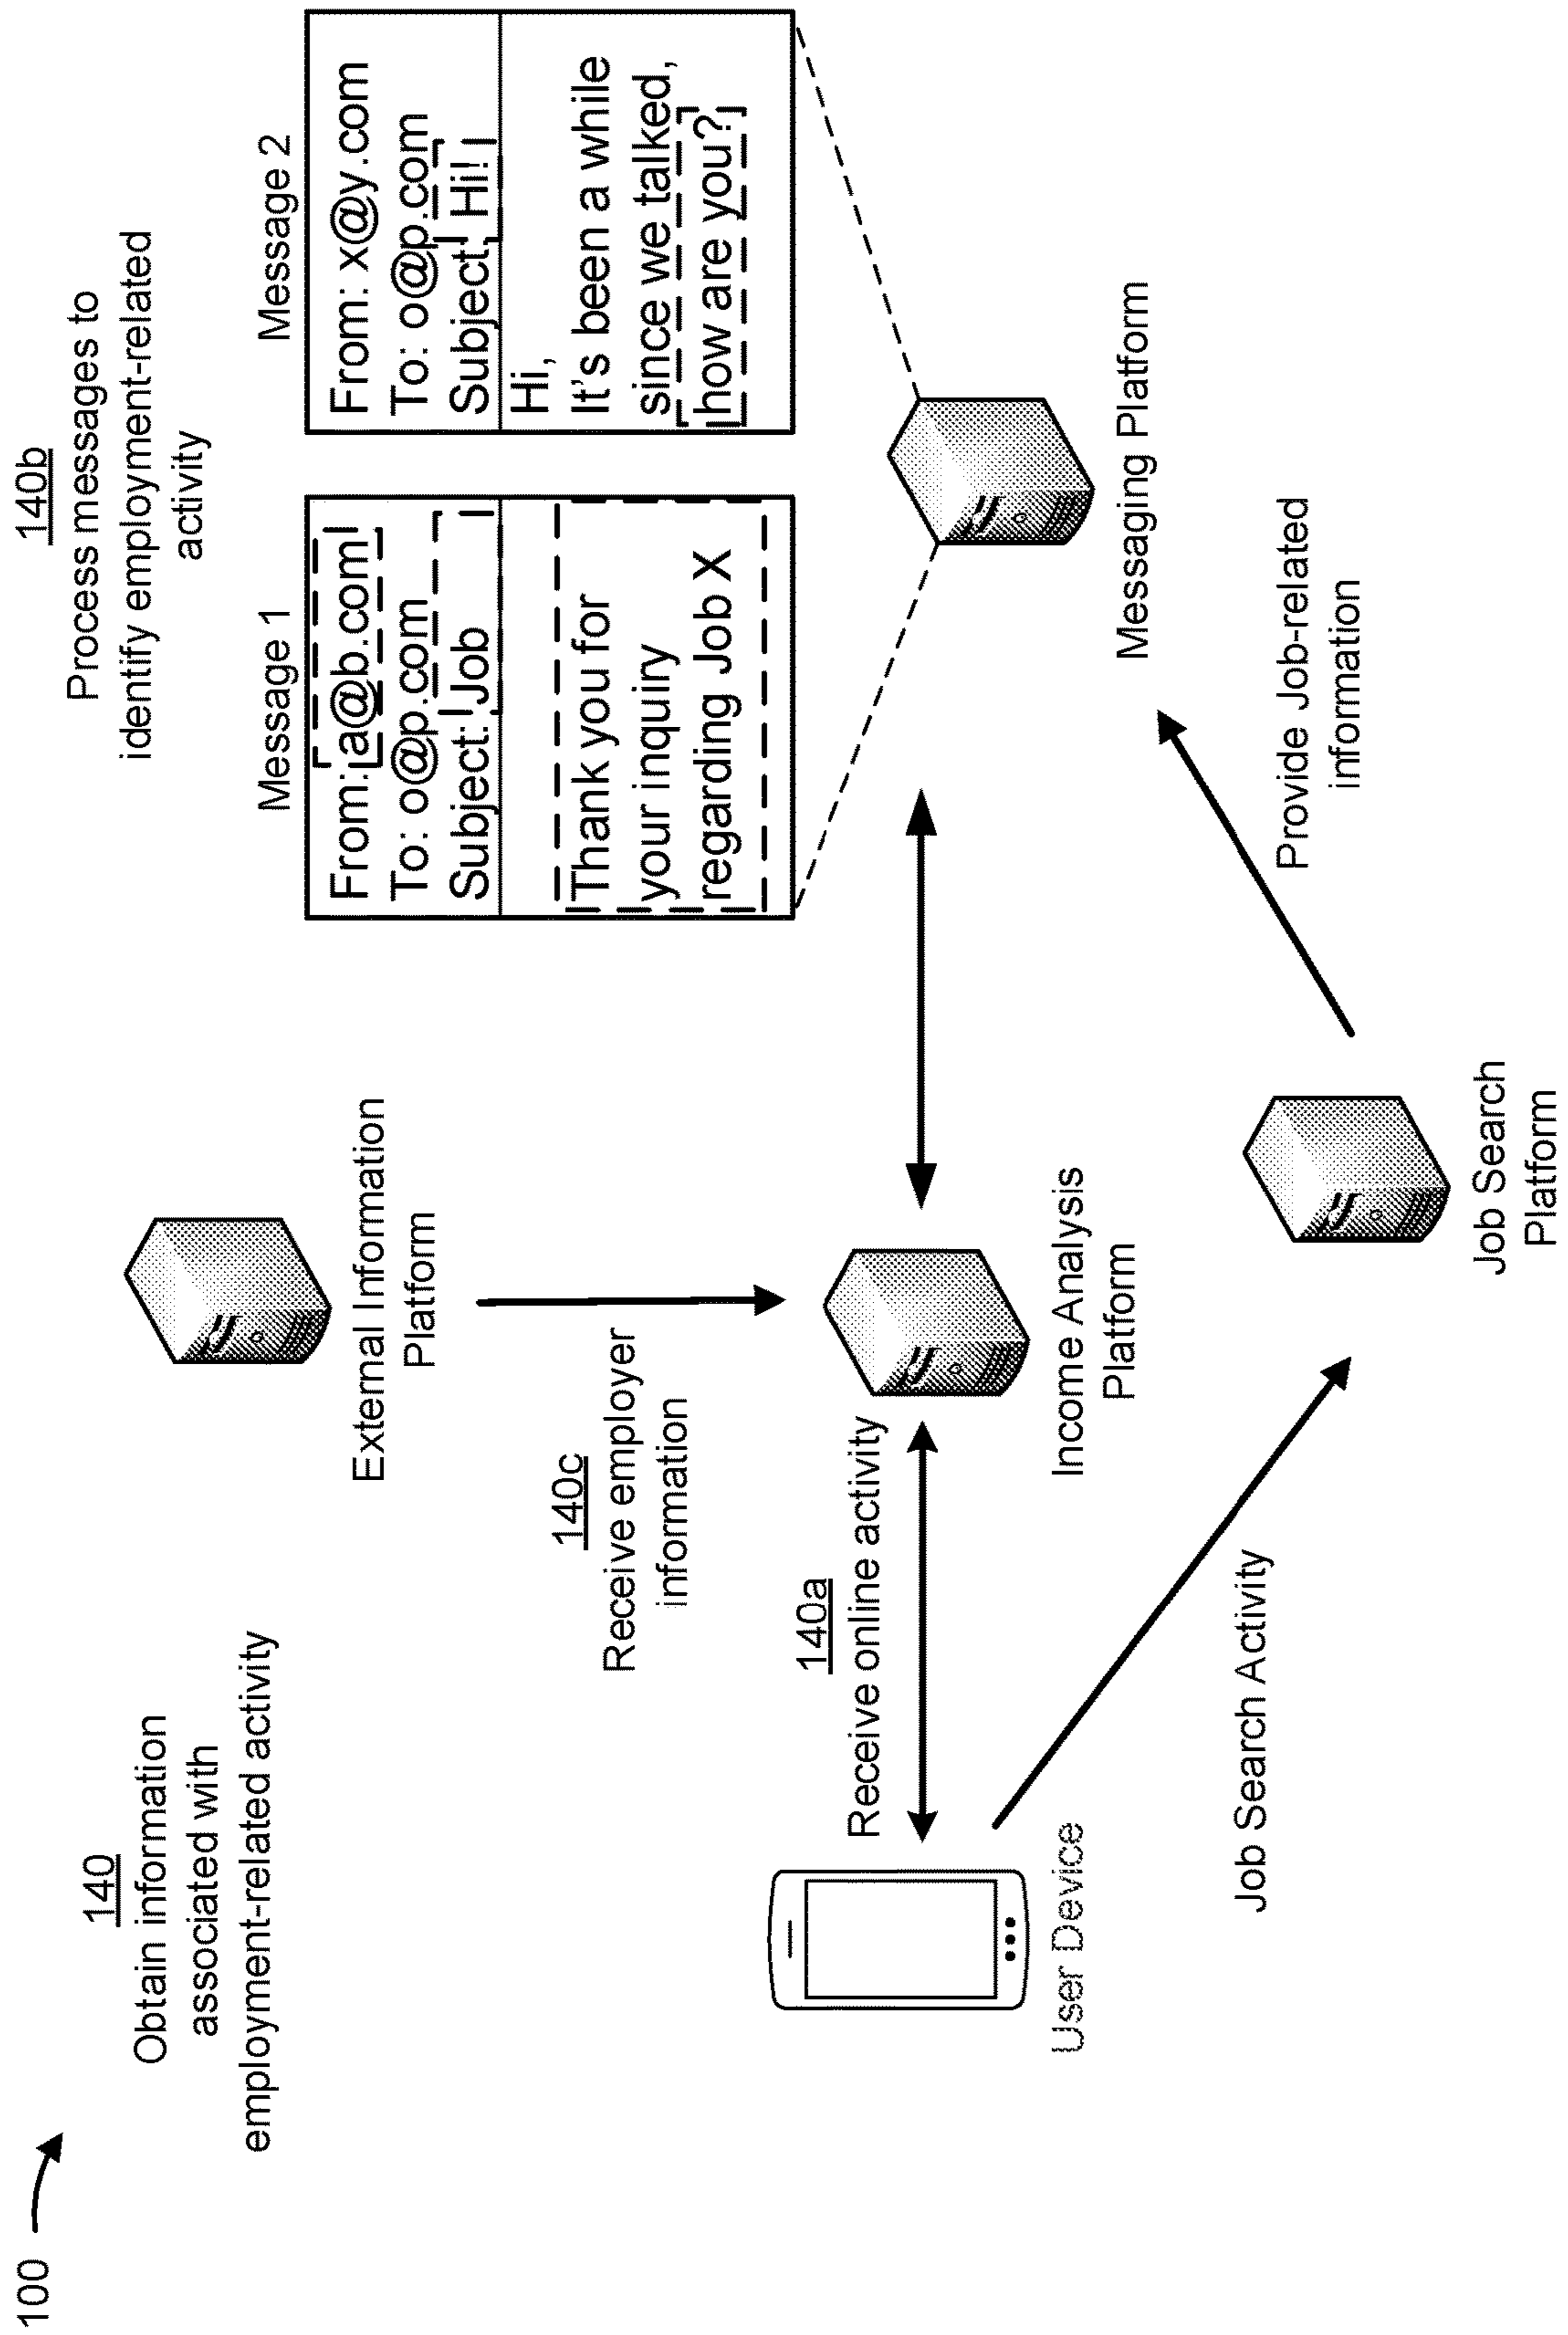 100
140
Obtain information
associated with
employment-related activity
External Information
Platform
140c
Receive employer
information
140b
Process messages to
identify employment-related
activity
Message 1
From: a@b.com
To: o@p.com
Subject: Job
Thank you for
your inquiry
regarding Job X
Message 2
From: x@y.com
To: o@p.com
Subject: Hi!
Hi,
It's been a while
since we talked,
how are you?
140a
Receive online activity
User Device
Income Analysis
Platform
Messaging Platform
Job Search Activity
Provide Job-related
information
Job Search
Platform